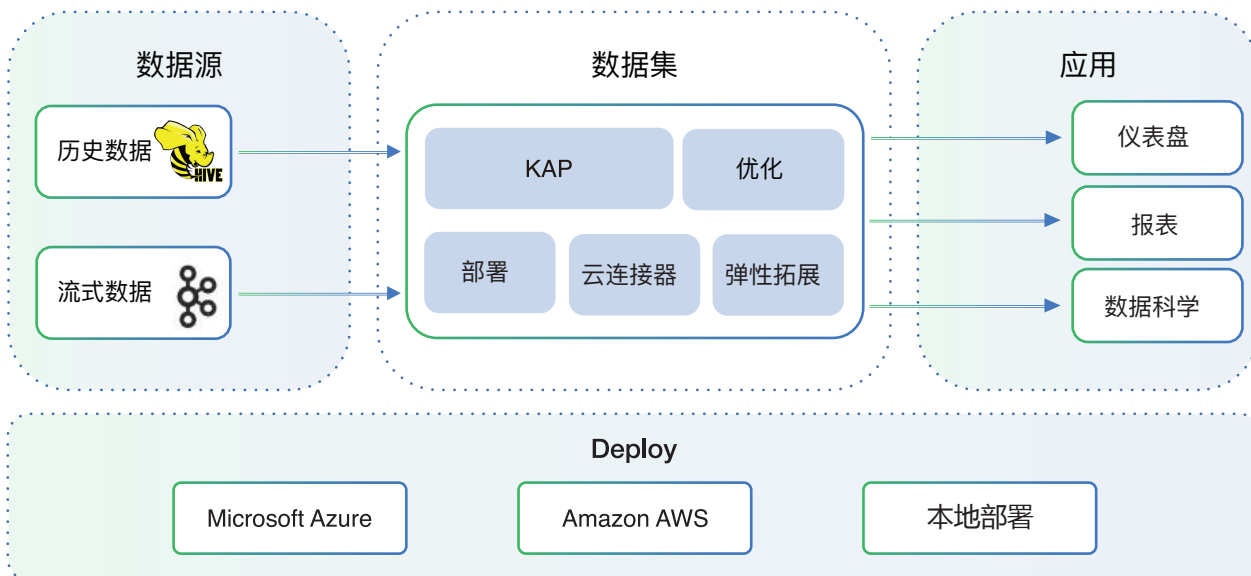 数据源
数据集
应用
历史数据
HIVE
流式数据
KAP
优化
部署
云连接器
弹性拓展
仪表盘
报表
数据科学
Deploy
Microsoft Azure
Amazon AWS
本地部署